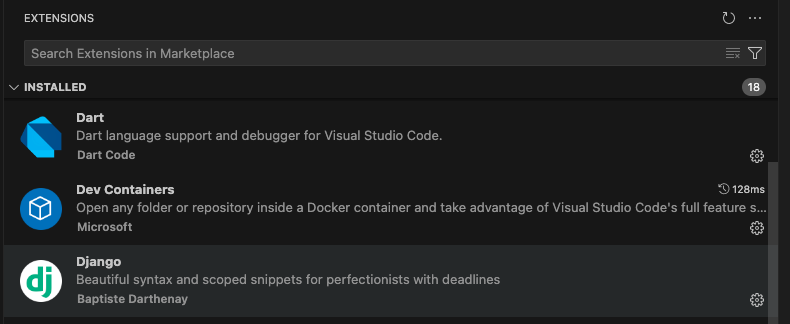 EXTENSIONS
Search Extensions in Marketplace
INSTALLED 18
Dart
Dart language support and debugger for Visual Studio Code.
Dart Code
Dev Containers 128ms
Open any folder or repository inside a Docker container and take advantage of Visual Studio Code's full feature s...
Microsoft
dj
Django
Beautiful syntax and scoped snippets for perfectionists with deadlines
Baptiste Darthenay